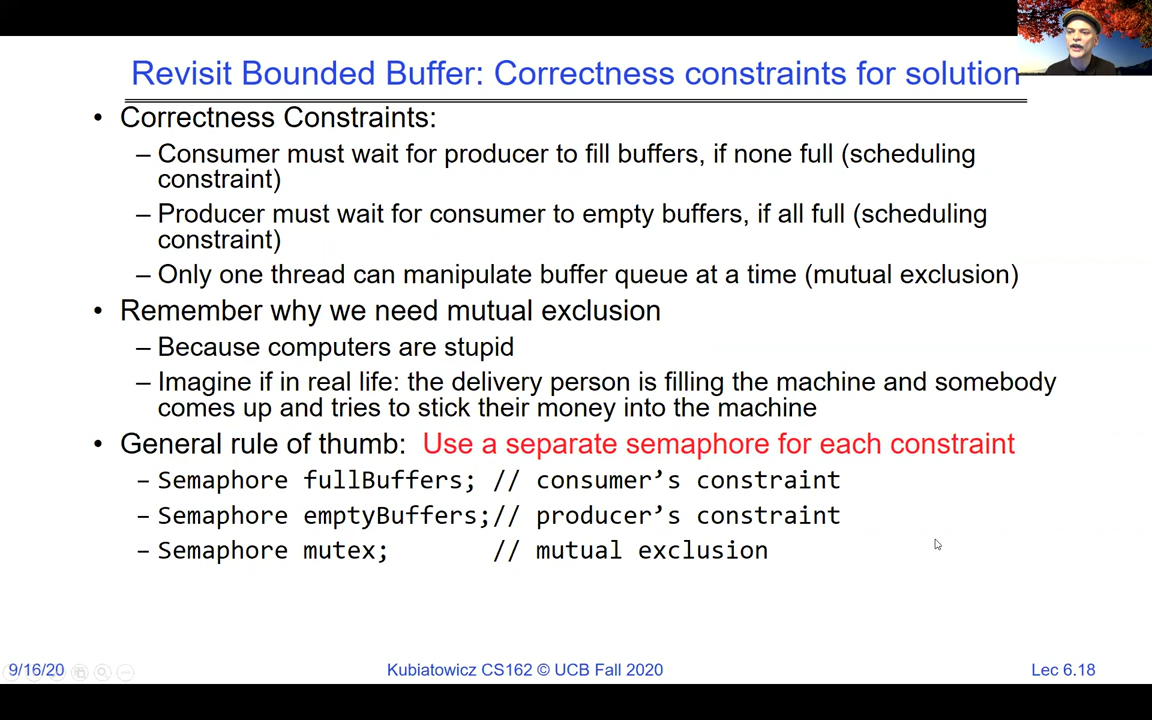 Revisit Bounded Buffer: Correctness constraints for solution
• Correctness Constraints:
– Consumer must wait for producer to fill buffers, if none full (scheduling
constraint)
– Producer must wait for consumer to empty buffers, if all full (scheduling
constraint)
– Only one thread can manipulate buffer queue at a time (mutual exclusion)
• Remember why we need mutual exclusion
– Because computers are stupid
– Imagine if in real life: the delivery person is filling the machine and somebody
comes up and tries to stick their money into the machine
• General rule of thumb: Use a separate semaphore for each constraint
– Semaphore fullBuffers; // consumer’s constraint
– Semaphore emptyBuffers;// producer’s constraint
– Semaphore mutex; // mutual exclusion
9/16/20 Kubiatowicz CS162 © UCB Fall 2020 Lec 6.18